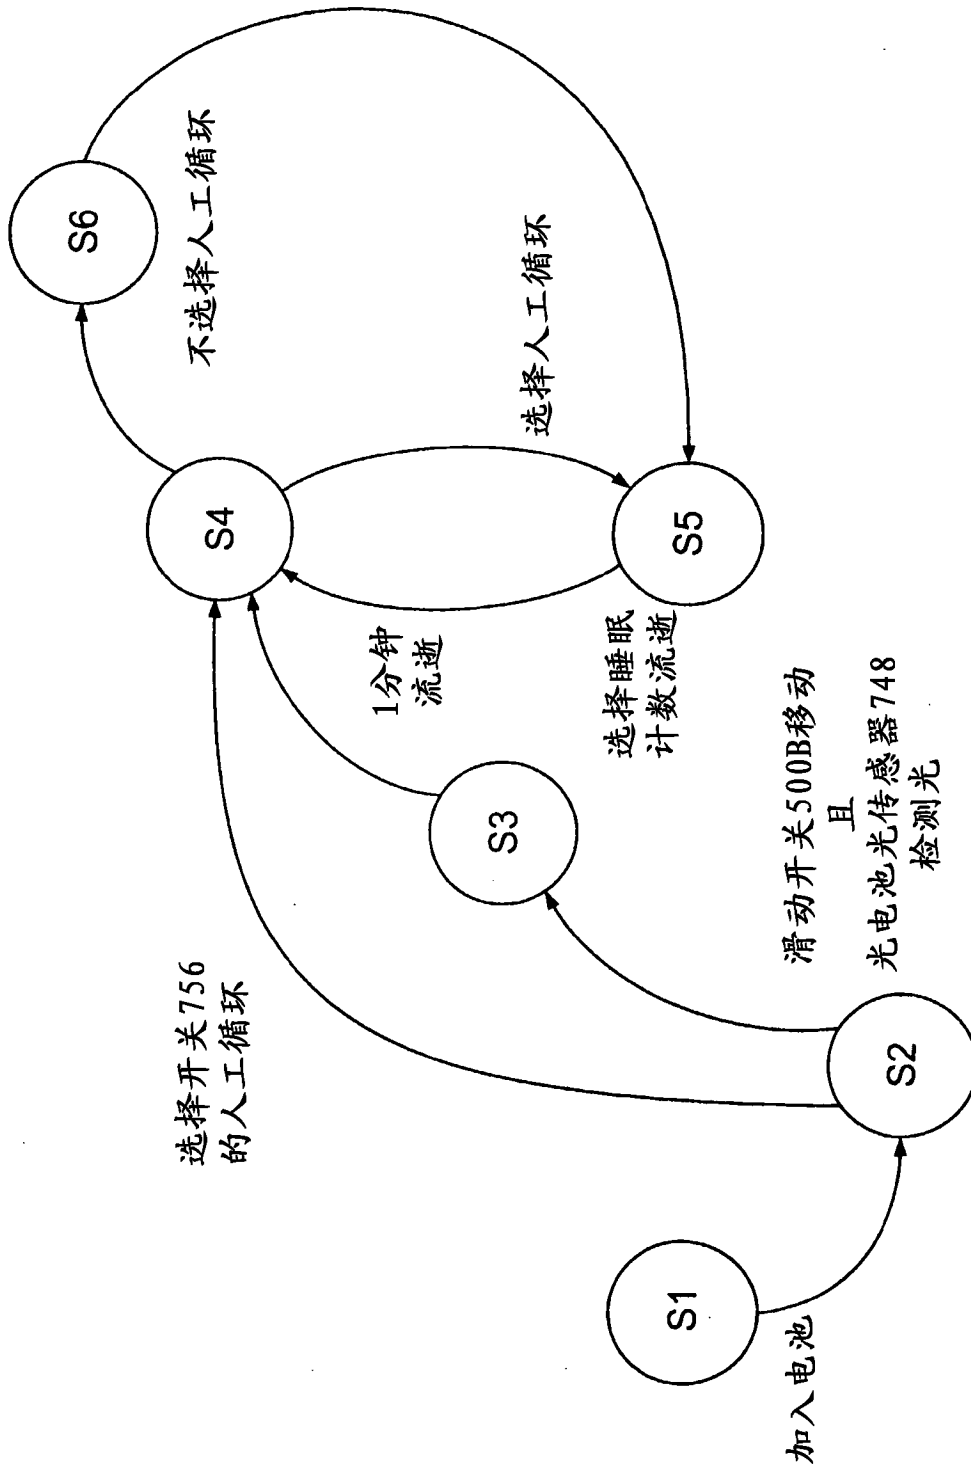 S6
不选择人工循环
S4
选择人工循环
S5
1分钟
流逝
选择睡眠
计数流逝
S3
滑动开关500B移动
且
光电池光传感器748
检测光
选择开关756
的人工循环
S2
S1
加入电池